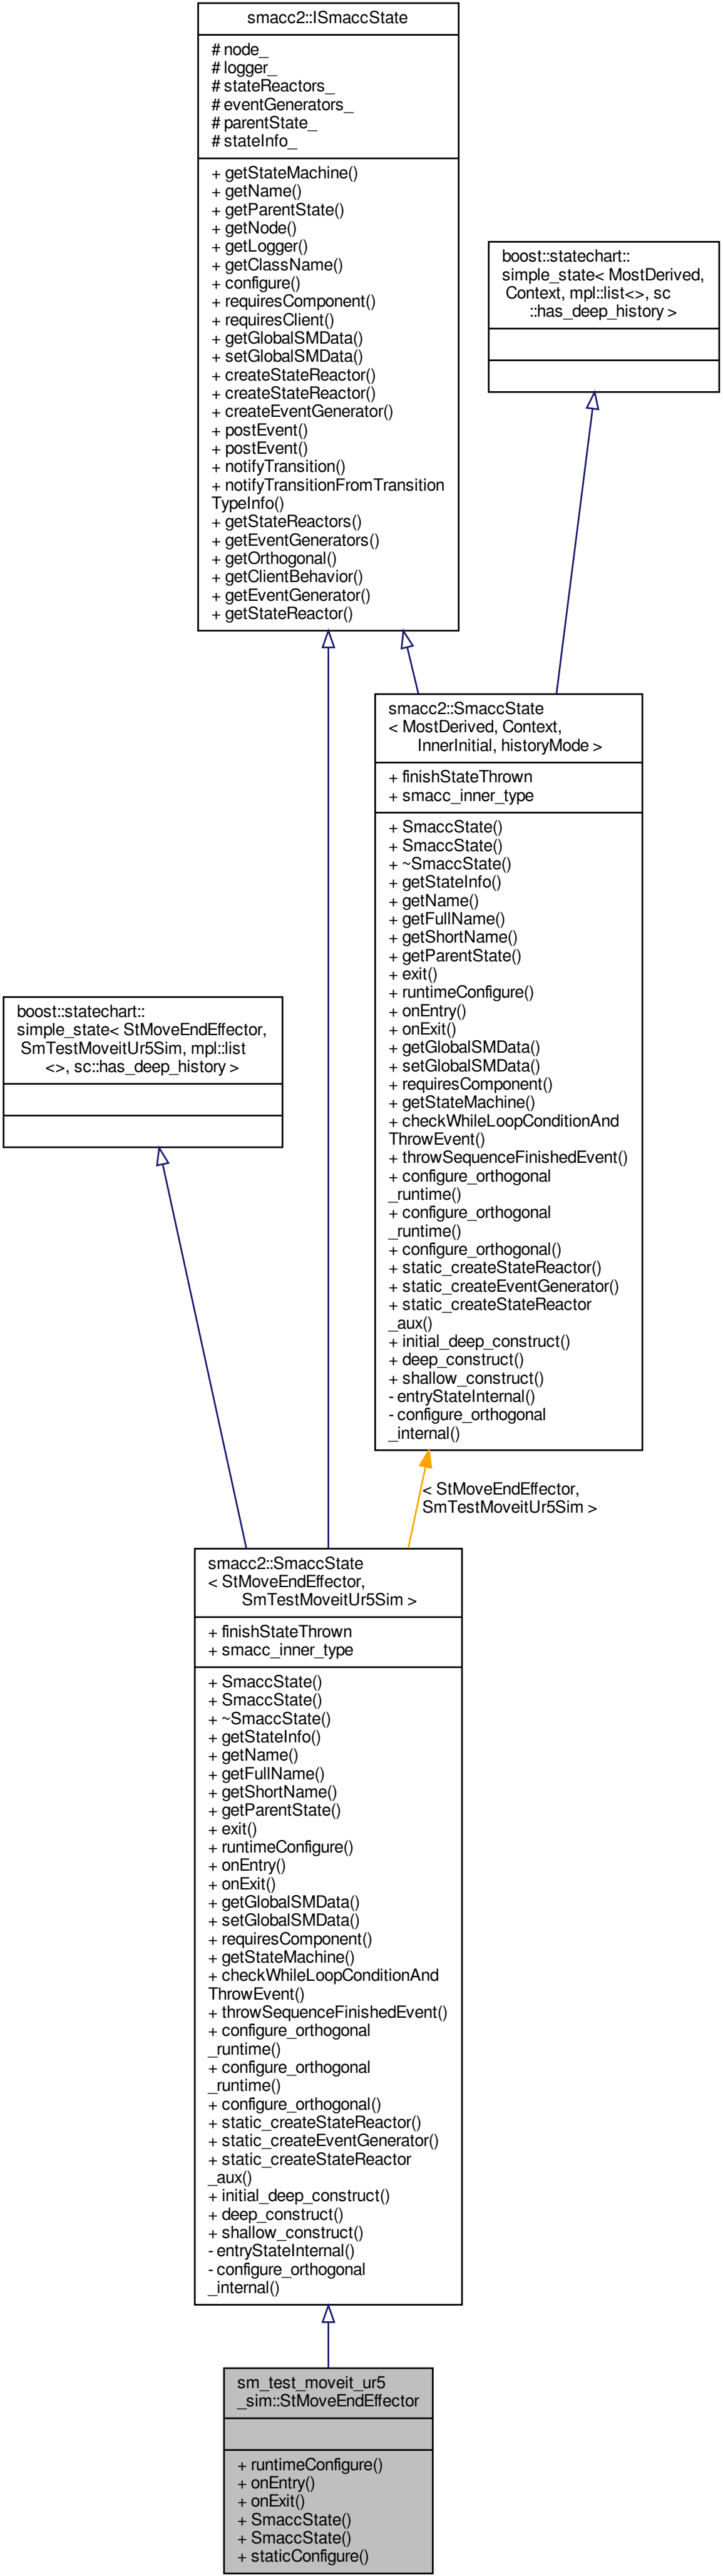 smacc2::ISmaccState
# node_
# logger_
# stateReactors_
# eventGenerators_
# parentState_
# stateInfo_
+ getStateMachine()
+ getName()
+ getParentState()
+ getNode()
+ getLogger()
+ getClassName()
+ configure()
+ requiresComponent()
+ requiresClient()
+ getGlobalSMData()
+ setGlobalSMData()
+ createStateReactor()
+ createStateReactor()
+ createEventGenerator()
+ postEvent()
+ postEvent()
+ notifyTransition()
+ notifyTransitionFromTransition
TypeInfo()
+ getStateReactors()
+ getEventGenerators()
+ getOrthogonal()
+ getClientBehavior()
+ getEventGenerator()
+ getStateReactor()
boost::statechart::
simple_state< MostDerived,
Context, mpl::list<>, sc
::has_deep_history >
smacc2::SmaccState
< MostDerived, Context,
InnerInitial, historyMode >
+ finishStateThrown
+ smacc_inner_type
+ SmaccState()
+ SmaccState()
+ ~SmaccState()
+ getStateInfo()
+ getName()
+ getFullName()
+ getShortName()
+ getParentState()
+ exit()
+ runtimeConfigure()
+ onEntry()
+ onExit()
+ getGlobalSMData()
+ setGlobalSMData()
+ requiresComponent()
+ getStateMachine()
+ checkWhileLoopConditionAnd
ThrowEvent()
+ throwSequenceFinishedEvent()
+ configure_orthogonal
_runtime()
+ configure_orthogonal
_runtime()
+ configure_orthogonal()
+ static_createStateReactor()
+ static_createEventGenerator()
+ static_createStateReactor
_aux()
+ initial_deep_construct()
+ deep_construct()
+ shallow_construct()
- entryStateInternal()
- configure_orthogonal
_internal()
boost::statechart::
simple_state< StMoveEndEffector,
SmTestMoveitUr5Sim, mpl::list
<>, sc::has_deep_history >
< StMoveEndEffector,
SmTestMoveitUr5Sim >
smacc2::SmaccState
< StMoveEndEffector,
SmTestMoveitUr5Sim >
+ finishStateThrown
+ smacc_inner_type
+ SmaccState()
+ SmaccState()
+ ~SmaccState()
+ getStateInfo()
+ getName()
+ getFullName()
+ getShortName()
+ getParentState()
+ exit()
+ runtimeConfigure()
+ onEntry()
+ onExit()
+ getGlobalSMData()
+ setGlobalSMData()
+ requiresComponent()
+ getStateMachine()
+ checkWhileLoopConditionAnd
ThrowEvent()
+ throwSequenceFinishedEvent()
+ configure_orthogonal
_runtime()
+ configure_orthogonal
_runtime()
+ configure_orthogonal()
+ static_createStateReactor()
+ static_createEventGenerator()
+ static_createStateReactor
_aux()
+ initial_deep_construct()
+ deep_construct()
+ shallow_construct()
- entryStateInternal()
- configure_orthogonal
_internal()
sm_test_moveit_ur5
_sim::StMoveEndEffector
+ runtimeConfigure()
+ onEntry()
+ onExit()
+ SmaccState()
+ SmaccState()
+ staticConfigure()